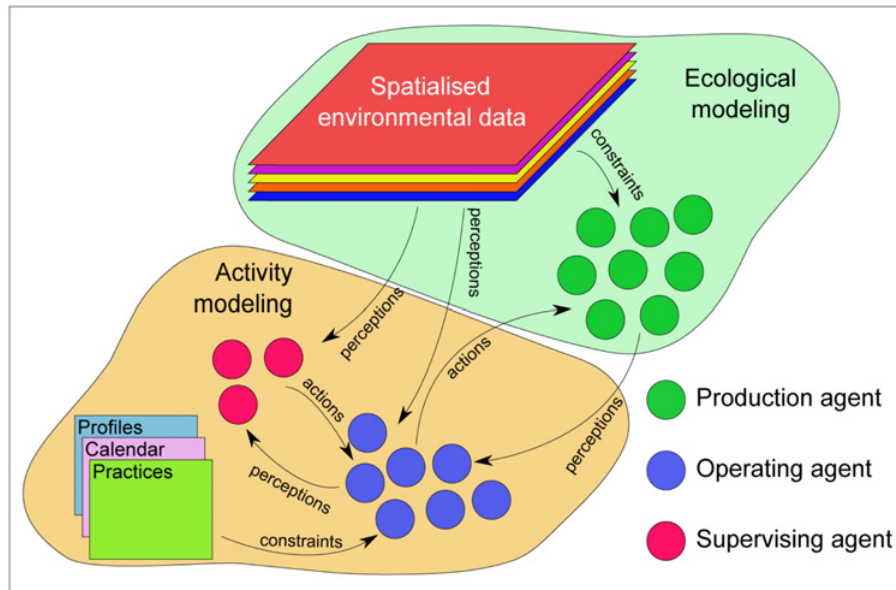 Spatialised
environmental data
Ecological
modeling
constraints
perceptions
perceptions
Activity
modeling
actions
actions
perceptions
perceptions
Profiles
Calendar
Practices
constraints
Production agent
Operating agent
Supervising agent